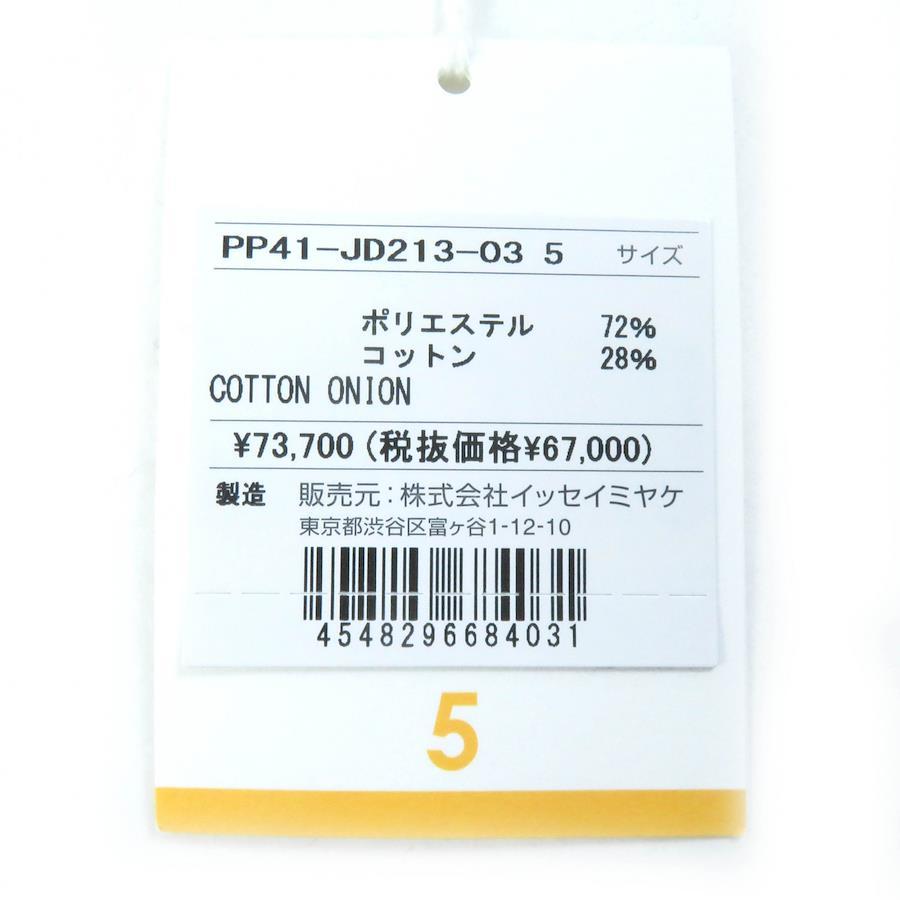 PP41-JD213-03 5 サイズ
ポリエステル 72%
コットン 28%
COTTON ONION
¥73,700(税抜価格¥67,000)
製造 販売元:株式会社イッセイミヤケ
東京都渋谷区富ヶ谷1-12-10
4548296684031
5